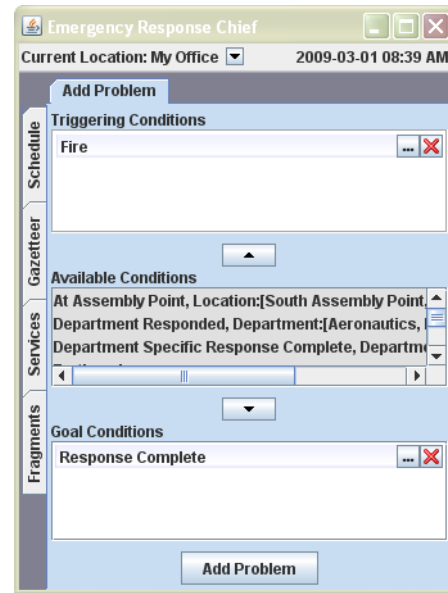 Emergency Response Chief
Current Location: My Office 2009-03-01 08:39 AM
Add Problem
Schedule
Gazetteer
Services
Fragments
Triggering Conditions
Fire ...
Available Conditions
At Assembly Point, Location:[South Assembly Point,
Department Responded, Department:[Aeronautics,
Department Specific Response Complete,
Goal Conditions
Response Complete ...
Add Problem